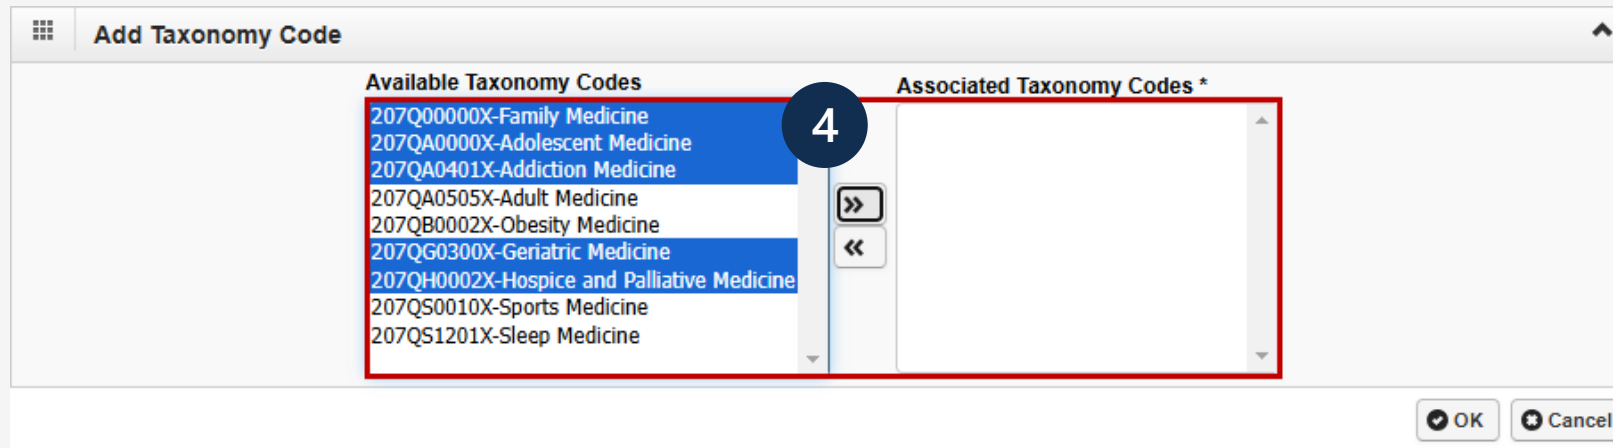 Add Taxonomy Code
Available Taxonomy Codes
4
Associated Taxonomy Codes *
207Q00000X-Family Medicine
207QA0000X-Adolescent Medicine
207QA0401X-Addiction Medicine
207QA0505X-Adult Medicine
207QB0002X-Obesity Medicine
207QG0300X-Geriatric Medicine
207QH0002X-Hospice and Palliative Medicine
207QS0010X-Sports Medicine
207QS1201X-Sleep Medicine
OK
Cancel